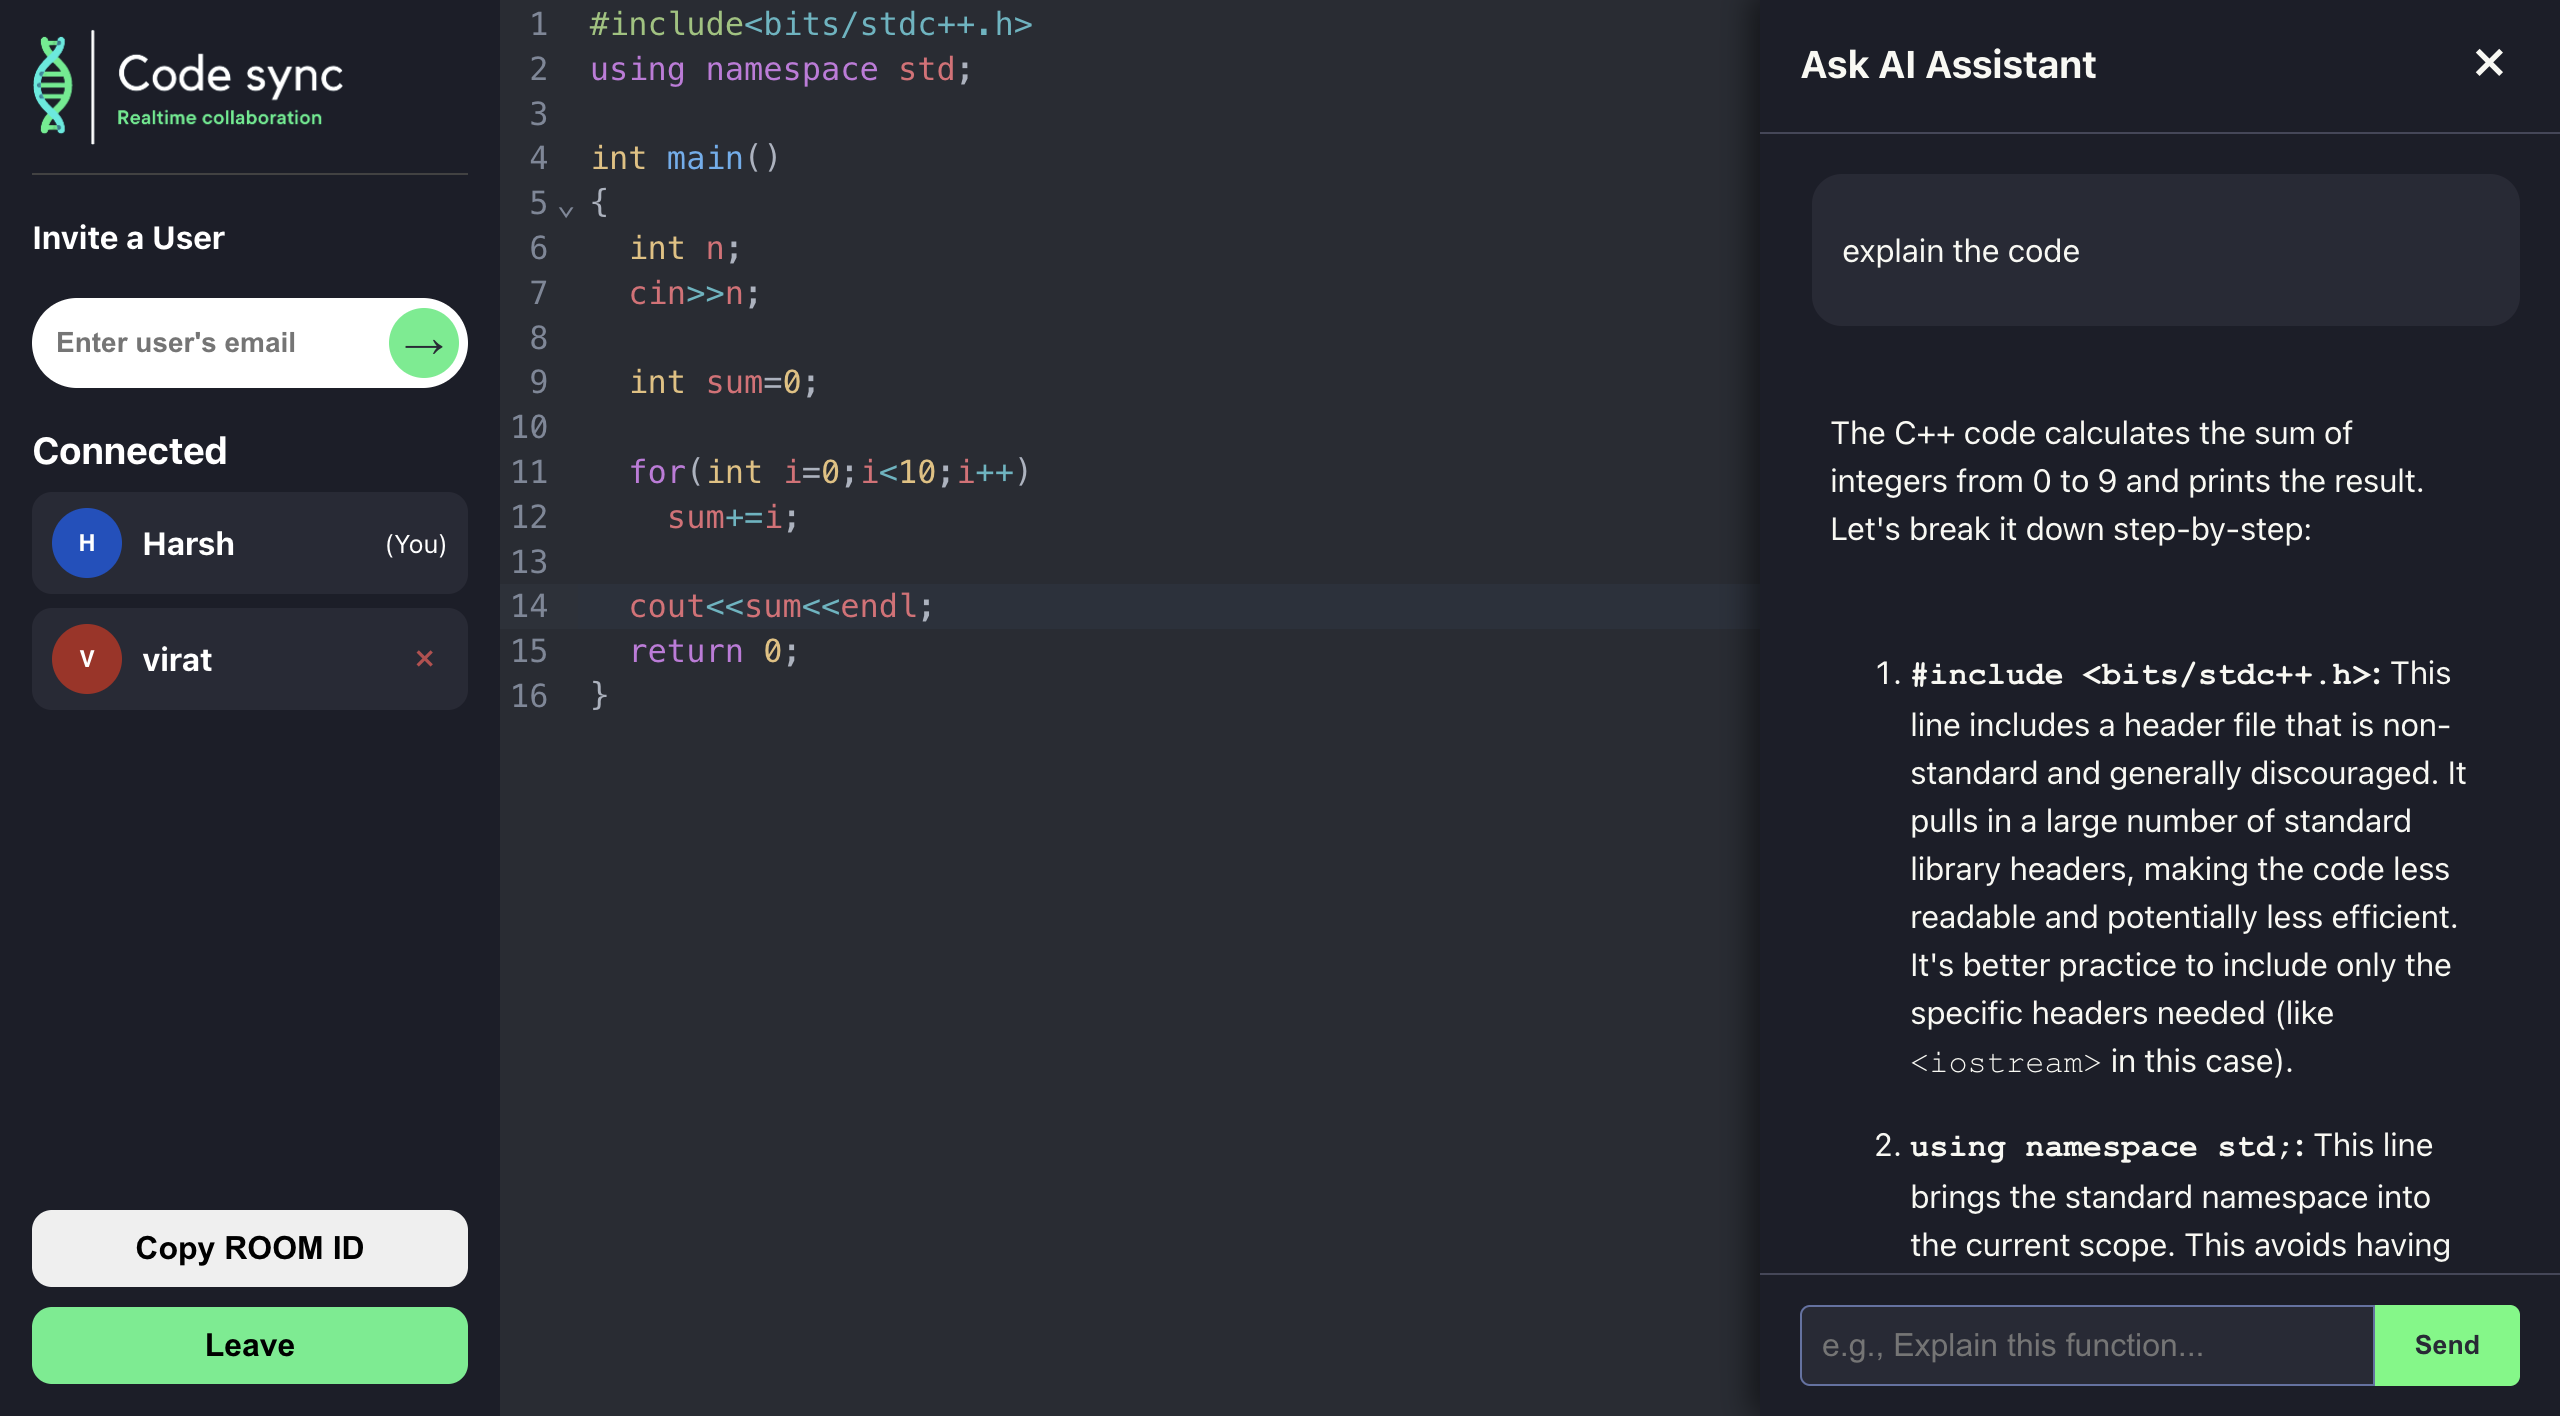 Code sync
Realtime collaboration
Invite a User
Enter user's email
→
Connected
H
Harsh
(You)
V
virat
×
Copy ROOM ID
Leave
1 #include<bits/stdc++.h>
2 using namespace std;
3
4 int main()
5 {
6   int n;
7   cin>>n;
8
9   int sum=0;
10
11   for(int i=0;i<10;i++)
12     sum+=i;
13
14   cout<<sum<<endl;
15   return 0;
16 }
Ask AI Assistant
×
explain the code
The C++ code calculates the sum of
integers from 0 to 9 and prints the result.
Let's break it down step-by-step:
1. #include <bits/stdc++.h>: This
line includes a header file that is non-
standard and generally discouraged. It
pulls in a large number of standard
library headers, making the code less
readable and potentially less efficient.
It's better practice to include only the
specific headers needed (like
<iostream> in this case).
2. using namespace std;: This line
brings the standard namespace into
the current scope. This avoids having
e.g., Explain this function...
Send